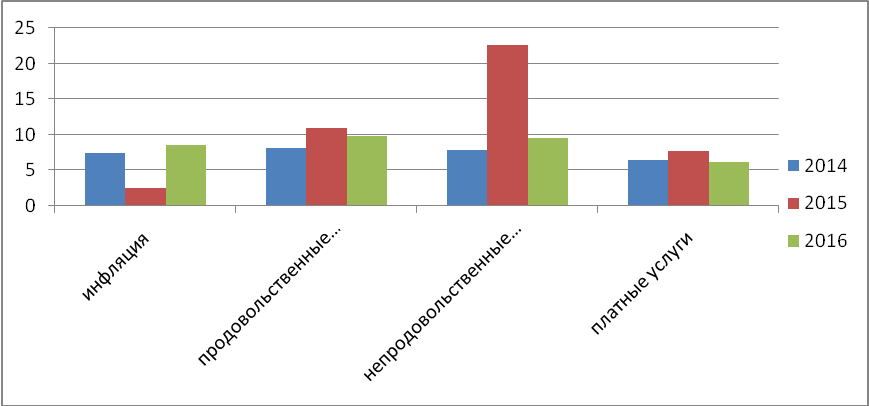 25
20
15
10
5
0
инфляция
продовольственные...
непродовольственные...
платные услуги
2014
2015
2016